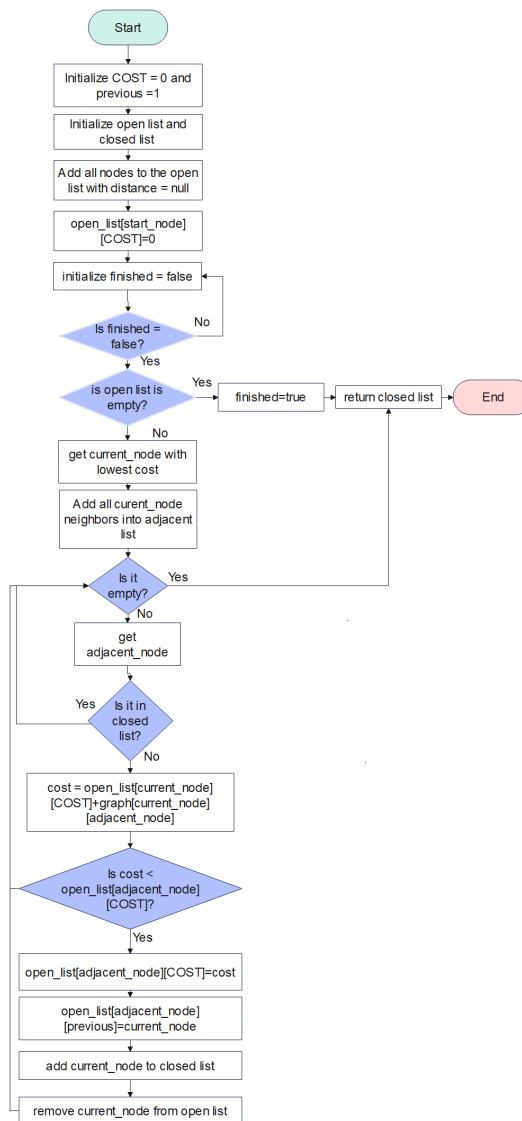 Start
Initialize COST = 0 and
previous =1
Initialize open list and
closed list
Add all nodes to the open
list with distance = null
open_list[start_node]
[COST]=0
initialize finished = false
Is finished =
false?
No
Yes
is open list is
empty?
Yes
finished=true
return closed list
End
No
get current_node with
lowest cost
Add all curent_node
neighbors into adjacent
list
Is it
empty?
Yes
No
get
adjacent_node
Is it in
closed
list?
Yes
No
cost = open_list[current_node]
[COST]+graph[current_node]
[adjacent_node]
Is cost <
open_list[adjacent_node]
[COST]?
Yes
open_list[adjacent_node][COST]=cost
open_list[adjacent_node]
[previous]=current_node
add current_node to closed list
remove current_node from open list